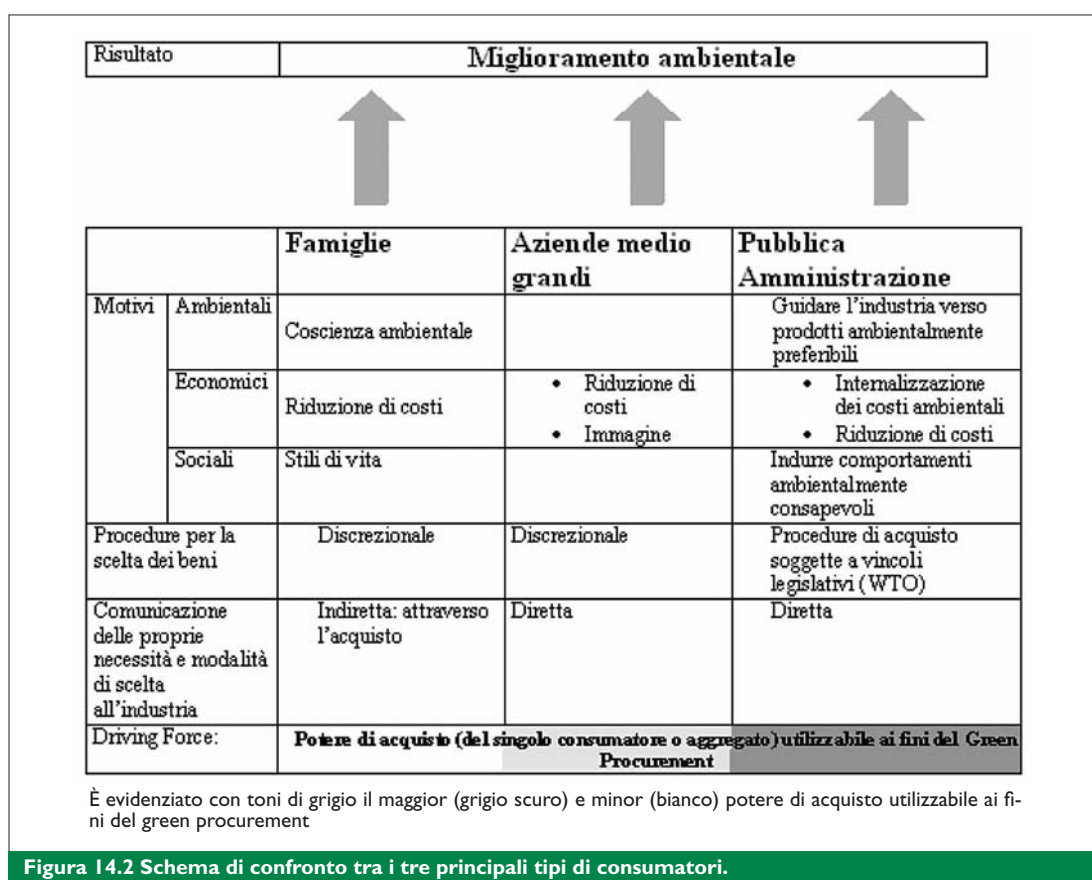 Risultato
Miglioramento ambientale
Famiglie
Aziende medio
grandi
Pubblica
Amministrazione
Motivi
Ambientali
Coscienza ambientale
Guidare l'industria verso
prodotti ambientalmente
preferibili
Economici
Riduzione di costi
• Riduzione di
costi
• Immagine
• Internalizzazione
dei costi ambientali
• Riduzione di costi
Sociali
Stili di vita
Indurre comportamenti
ambientalmente
consapevoli
Procedure per la
scelta dei beni
Discrezionale
Discrezionale
Procedure di acquisto
soggette a vincoli
legislativi (WTO)
Comunicazione
delle proprie
necessità e modalità
di scelta
all'industria
Indiretta: attraverso
l'acquisto
Diretta
Diretta
Driving Force:
Potere di acquisto (del singolo consumatore o aggregato) utilizzabile ai fini del Green
Procurement
È evidenziato con toni di grigio il maggior (grigio scuro) e minor (bianco) potere di acquisto utilizzabile ai fi-
ni del green procurement
Figura 14.2 Schema di confronto tra i tre principali tipi di consumatori.